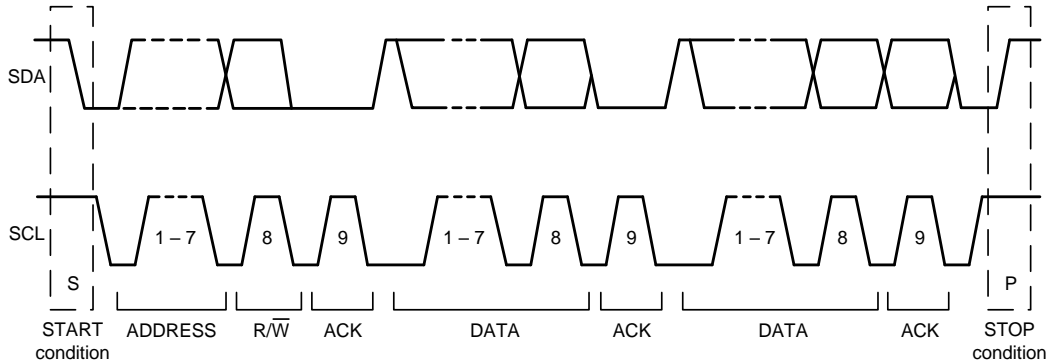 SDA
SCL
1 – 7
8
9
1 – 7
8
9
1 – 7
8
9
S
P
START
condition
ADDRESS
R/W̅
ACK
DATA
ACK
DATA
ACK
STOP
condition